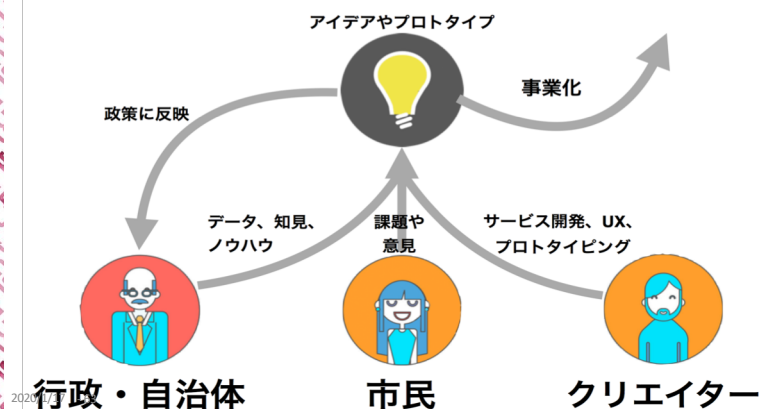 アイデアやプロトタイプ
事業化
政策に反映
データ、知見、
ノウハウ
課題や
意見
サービス開発、UX、
プロトタイピング
行政・自治体
市民
クリエイター
2020/1/17